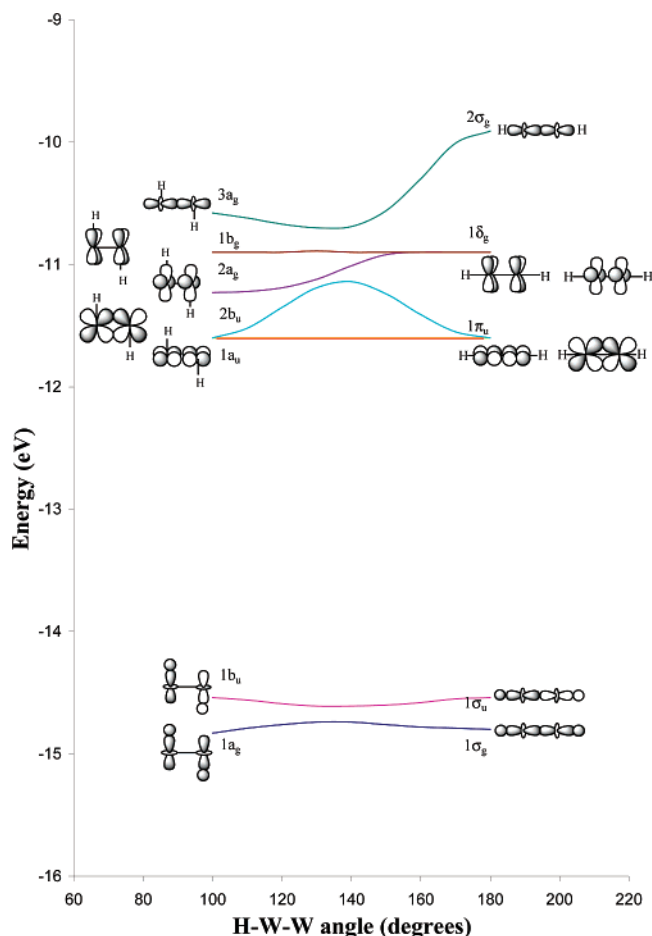 -9
-10
-11
-12
-13
-14
-15
-16
Energy (eV)
60 80 100 120 140 160 180 200 220
H-W-W angle (degrees)
2σg
H H
H
3ag
H
H
1bg
H
1δg
H
2ag
H
H H H H
H
2bu
H
1πu
H
1au
H
H H H H
1bu
1σu
1ag
1σg